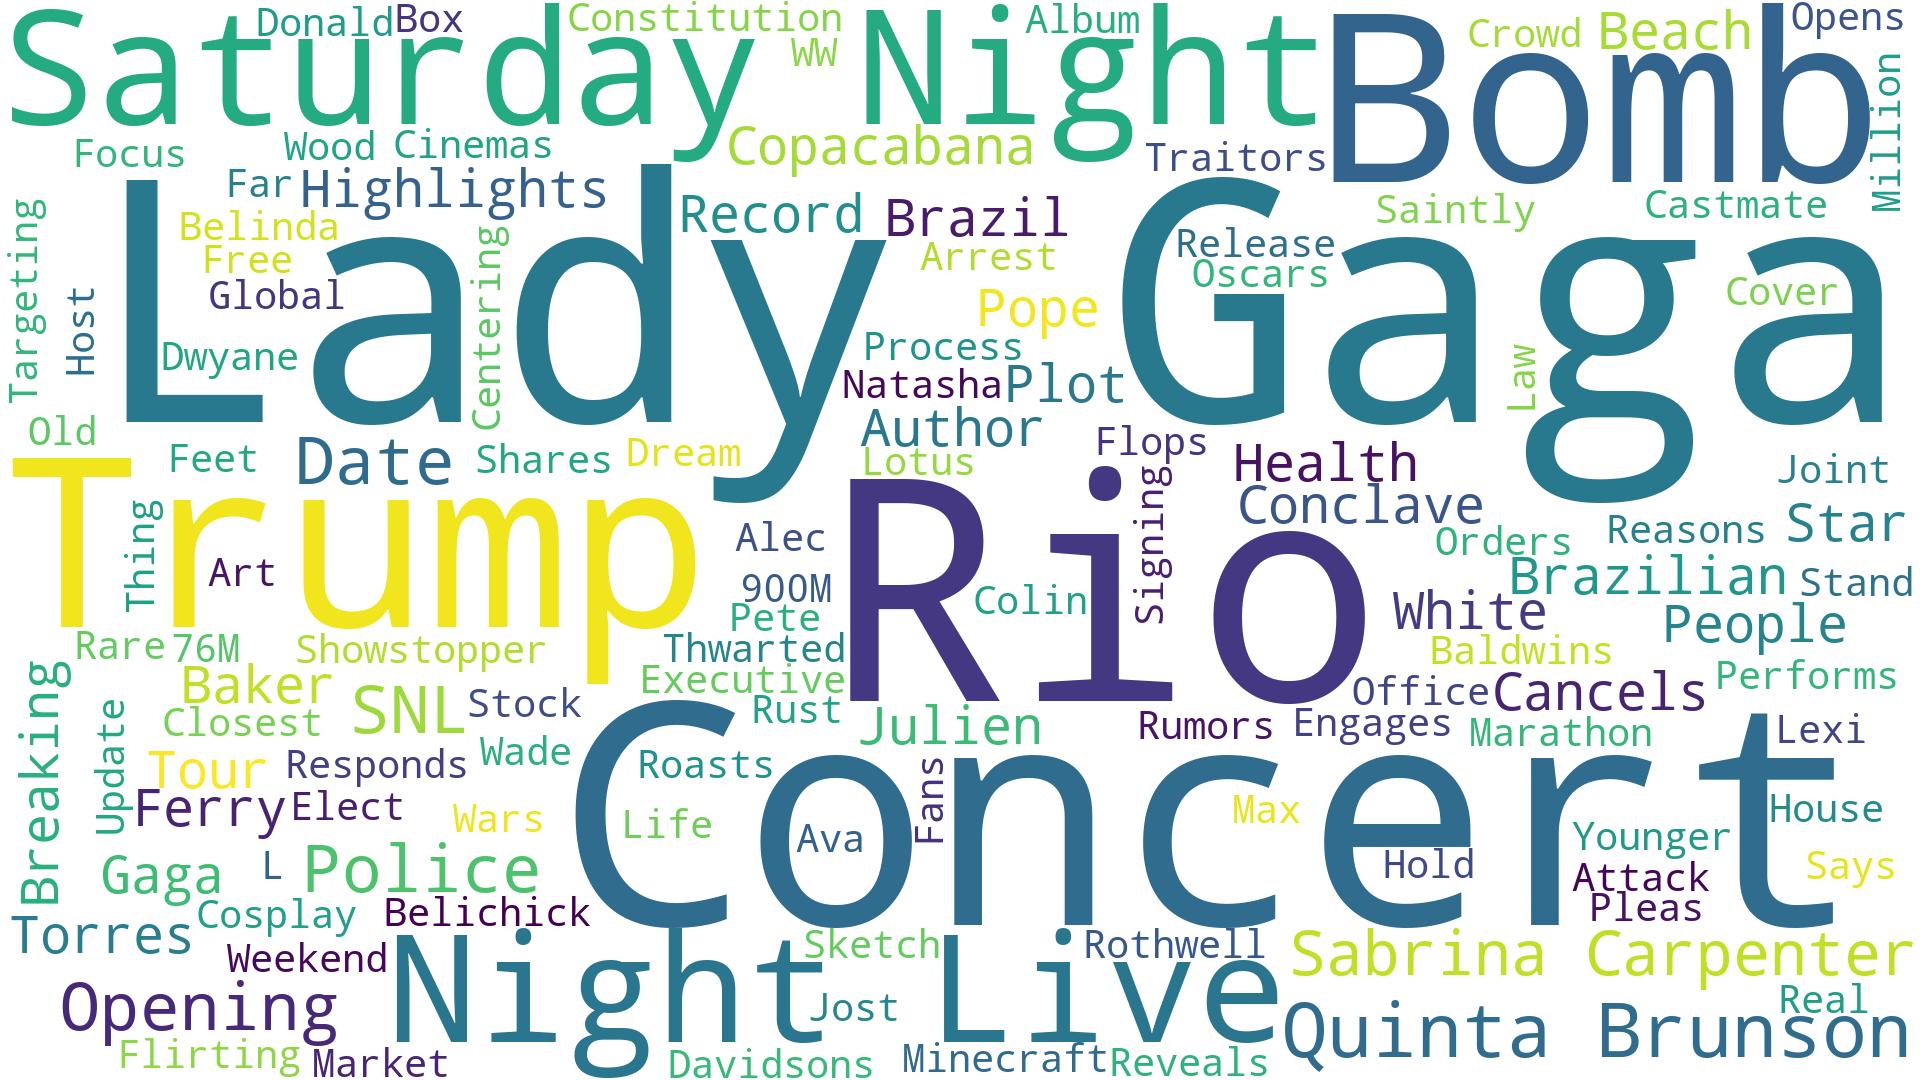 Saturday Night
Donald
Box
Constitution
WW
Album
Bomb
Crowd
Beach
Opens
Million
Focus
Wood
Cinemas
Copacabana
Traitors
Far
Highlights
Record
Brazil
Saintly
Castmate
Targeting
Belinda
Free
Global
Host
Centering
Lady Gaga
Arrest
Release
Oscars
Pope
Cover
Dwyane
Process
Natasha
Plot
Law
Old
Feet
Date
Shares
Dream
Author
Lotus
Flops
Health
Joint
Trump
Rio
Signing
Conclave
Thing
Art
Alec
900M
Colin
Orders
Reasons
Star
Brazilian
Stand
Pete
White
People
Rare
76M
Showstopper
Thwarted
Baldwins
Breaking
Baker
SNL
Stock
Executive
Rust
Office
Cancels
Performs
Closest
Julien
Rumors
Engages
Marathon
Lexi
Update
Tour
Responds
Wade
Roasts
Fans
Concert
Ferry
Elect
Wars
Life
Ava
Max
House
Younger
Gaga
L
Police
Hold
Attack
Says
Pleas
Torres
Cosplay
Belichick
Weekend
Night Live
Sketch
Rothwell
Sabrina Carpenter
Opening
Jost
Real
Quinta Brunson
Flirting
Market
Davidsons
Minecraft
Reveals